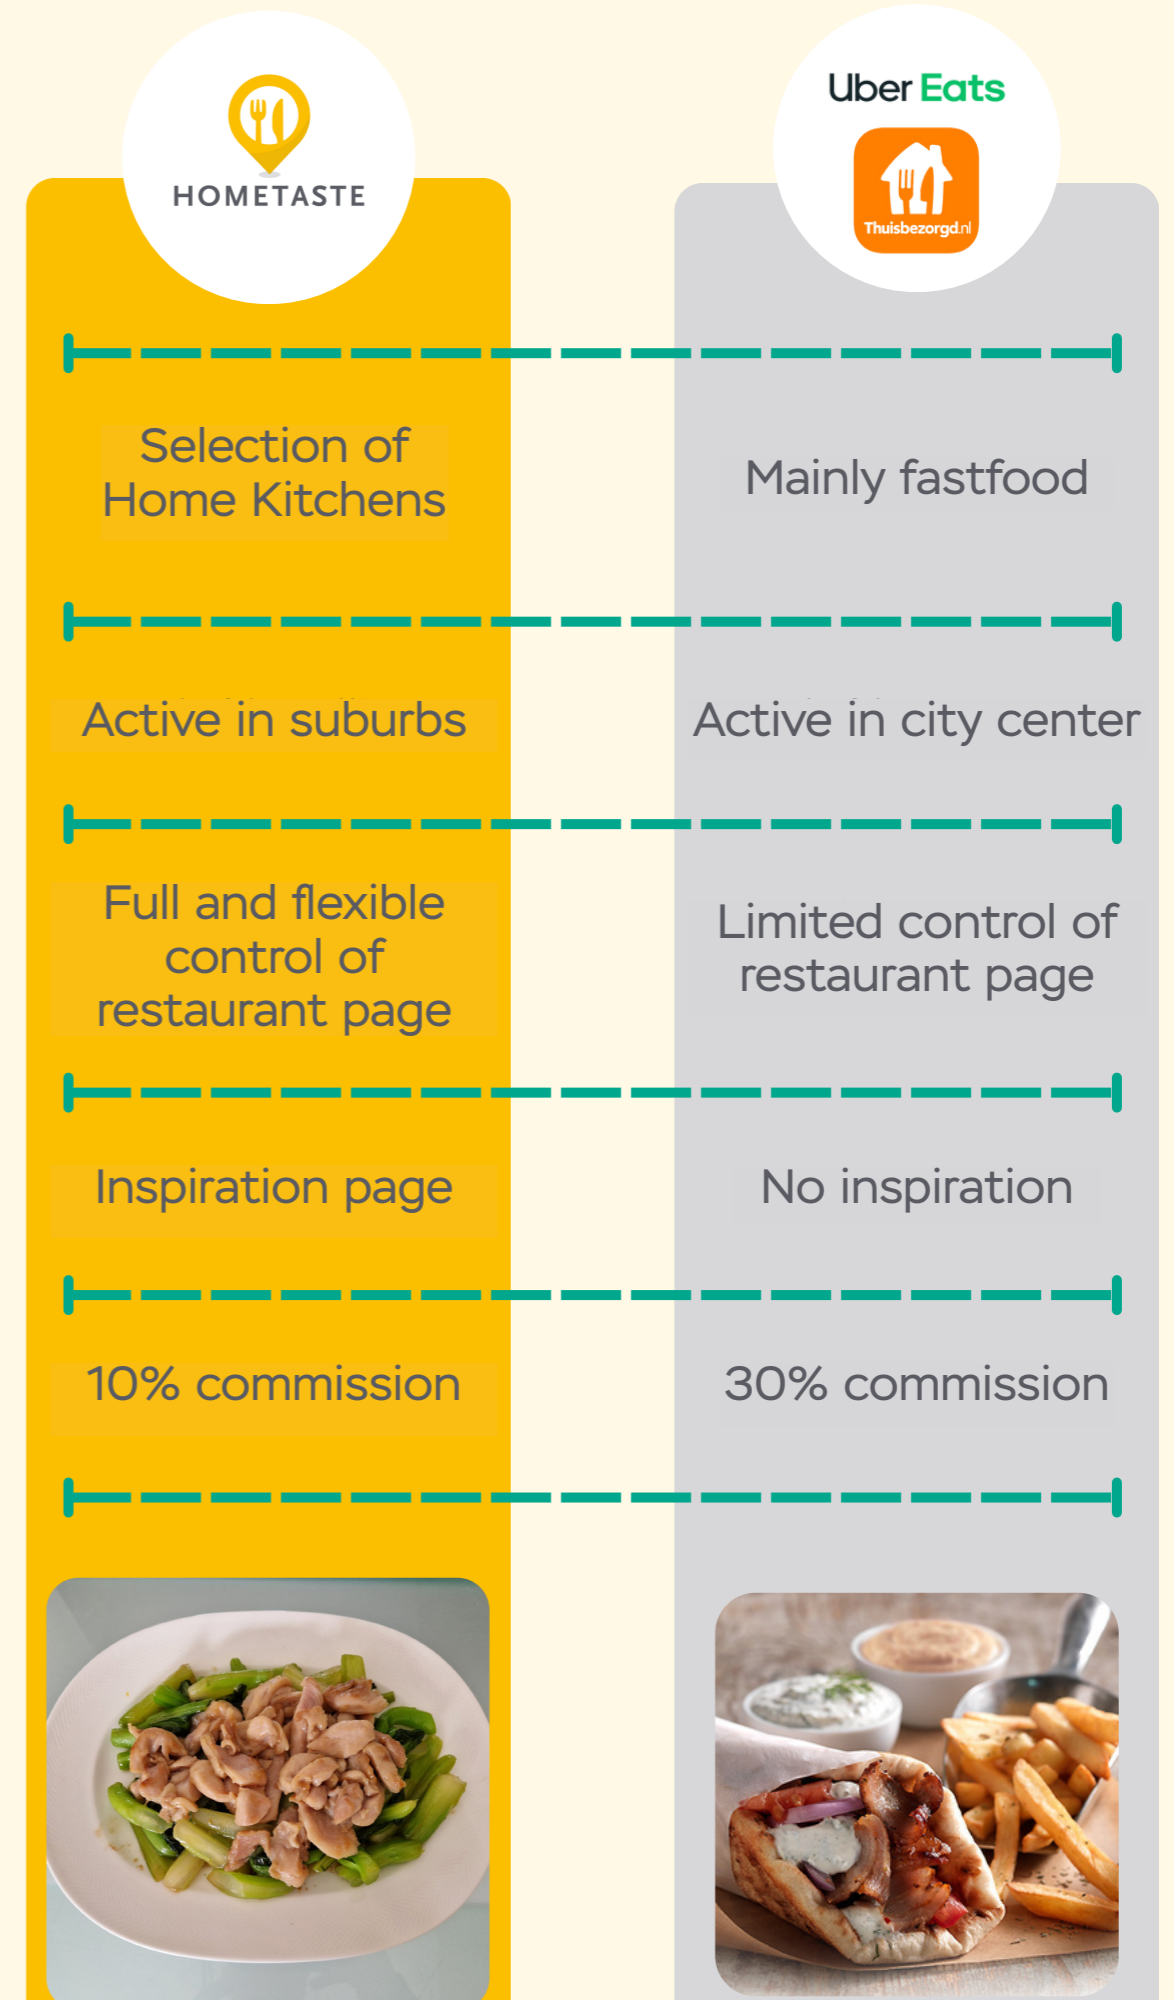 HOMETASTE
Uber Eats
Thuisbezorgd.nl
Selection of
Home Kitchens
Mainly fastfood
Active in suburbs
Active in city center
Full and flexible
control of
restaurant page
Limited control of
restaurant page
Inspiration page
No inspiration
10% commission
30% commission